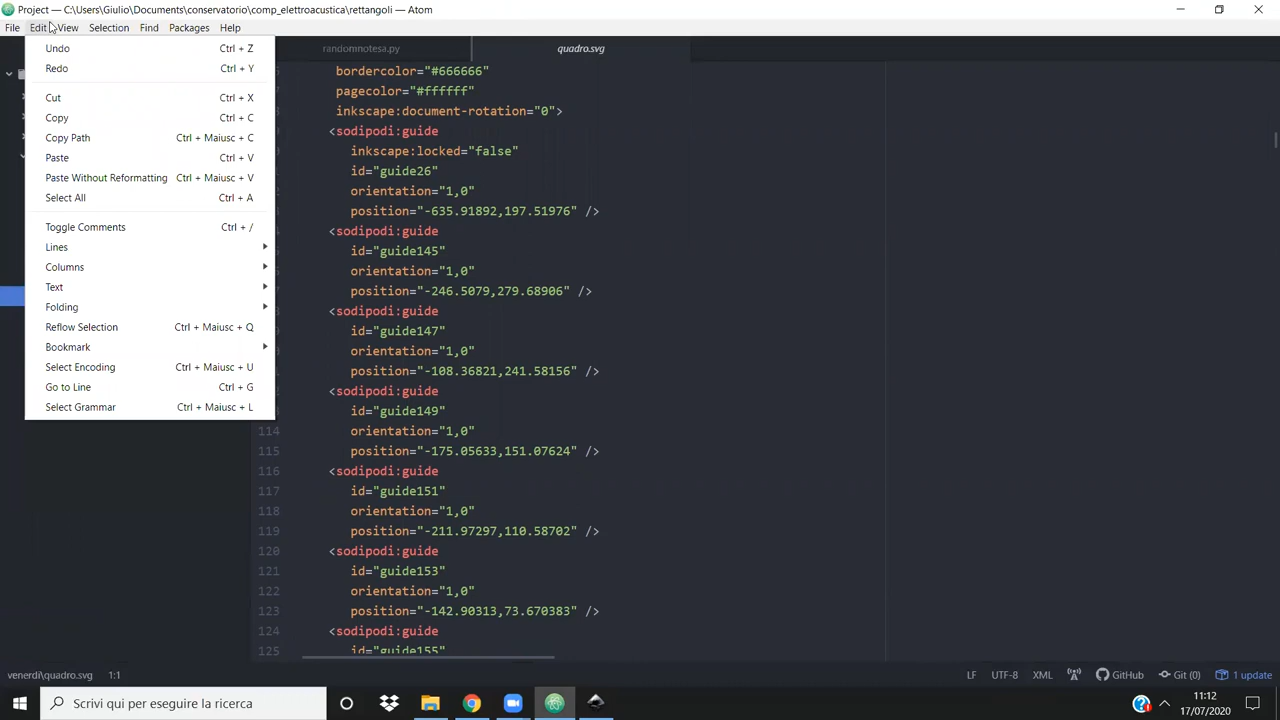 Project — C:\Users\Giulio\Documents\conservatorio\comp_elettroacustica\rettangoli — Atom
File Edit View Selection Find Packages Help
Undo Ctrl + Z
Redo Ctrl + Y
Cut Ctrl + X
Copy Ctrl + C
Copy Path Ctrl + Maiusc + C
Paste Ctrl + V
Paste Without Reformatting Ctrl + Maiusc + V
Select All Ctrl + A
Toggle Comments Ctrl + /
Lines
Columns
Text
Folding
Reflow Selection Ctrl + Maiusc + Q
Bookmark
Select Encoding Ctrl + Maiusc + U
Go to Line Ctrl + G
Select Grammar Ctrl + Maiusc + L
randomnotesa.py quadro.svg
bordercolor="#666666"
pagecolor="#ffffff"
inkscape:document-rotation="0">
<sodipodi:guide
inkscape:locked="false"
id="guide26"
orientation="1,0"
position="-635.91892,197.51976" />
<sodipodi:guide
id="guide145"
orientation="1,0"
position="-246.5079,279.68906" />
<sodipodi:guide
id="guide147"
orientation="1,0"
position="-108.36821,241.58156" />
<sodipodi:guide
id="guide149"
114 orientation="1,0"
115 position="-175.05633,151.07624" />
116 <sodipodi:guide
117 id="guide151"
118 orientation="1,0"
119 position="-211.97297,110.58702" />
120 <sodipodi:guide
121 id="guide153"
122 orientation="1,0"
123 position="-142.90313,73.670383" />
124 <sodipodi:guide
125 id="guide155"
venerdì\quadro.svg 1:1 LF UTF-8 XML GitHub Git (0) 1 update
Scrivi qui per eseguire la ricerca
11:12
17/07/2020